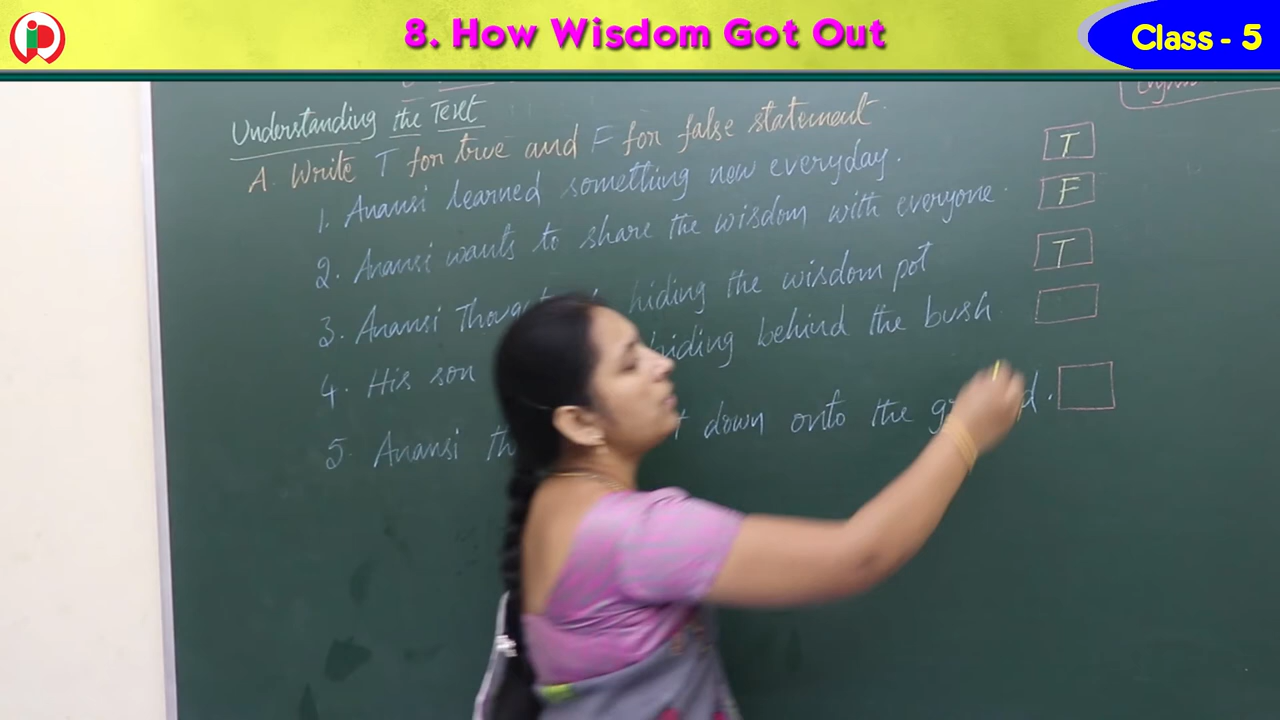 8. How Wisdom Got Out
Class - 5
Understanding the Text
A. Write T for true and F for false statement.
1. Anansi learned something new everyday. T
2. Anansi wants to share the wisdom with everyone. F
3. Anansi hiding the wisdom pot T
4. His son hiding behind the bush
5. Anansi down onto the